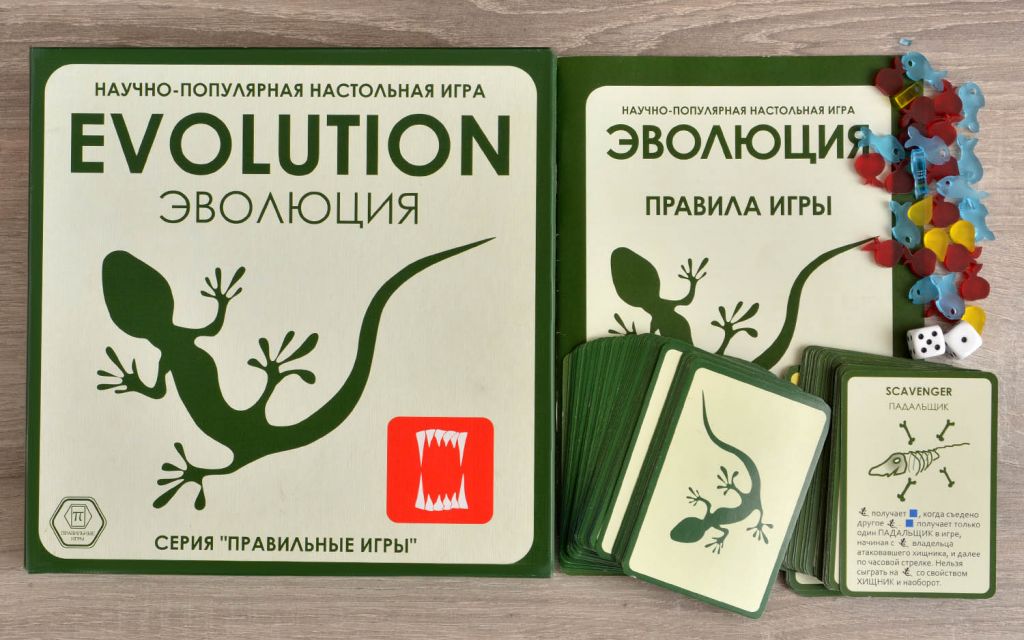 НАУЧНО-ПОПУЛЯРНАЯ НАСТОЛЬНАЯ ИГРА
EVOLUTION
ЭВОЛЮЦИЯ
π
ПРАВИЛЬНЫЕ
ИГРЫ
СЕРИЯ "ПРАВИЛЬНЫЕ ИГРЫ"
НАУЧНО-ПОПУЛЯРНАЯ НАСТОЛЬНАЯ ИГРА
ЭВОЛЮЦИЯ
ПРАВИЛА ИГРЫ
SCAVENGER
ПАДАЛЬЩИК
получает , когда съедено
другое . получает только
один ПАДАЛЬЩИК в игре,
начиная с владельца
атаковавшего хищника, и далее
по часовой стрелке. Нельзя
сыграть на со свойством
ХИЩНИК и наоборот.